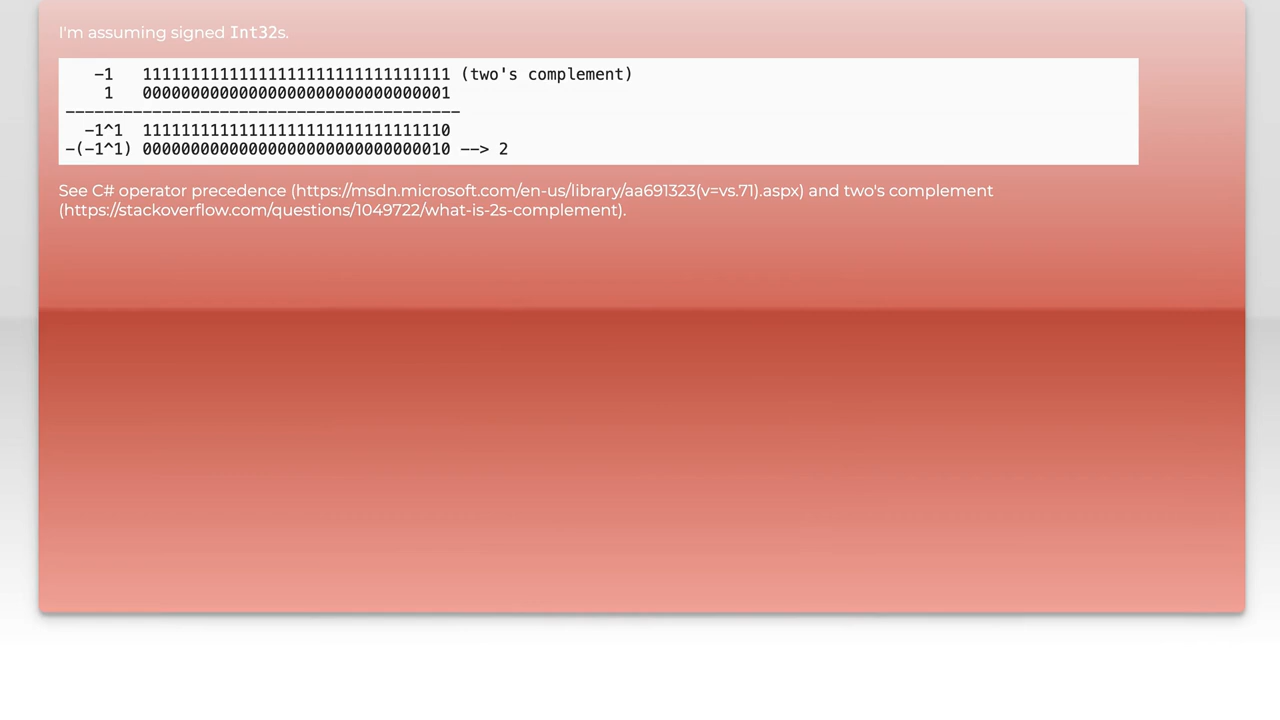 I'm assuming signed Int32s.
−1 11111111111111111111111111111111 (two's complement)
1 00000000000000000000000000000001
-----------------------------------------
−1^1 11111111111111111111111111111110
−(−1^1) 00000000000000000000000000000010 --> 2
See C# operator precedence (https://msdn.microsoft.com/en-us/library/aa691323(v=vs.71).aspx) and two's complement
(https://stackoverflow.com/questions/1049722/what-is-2s-complement).